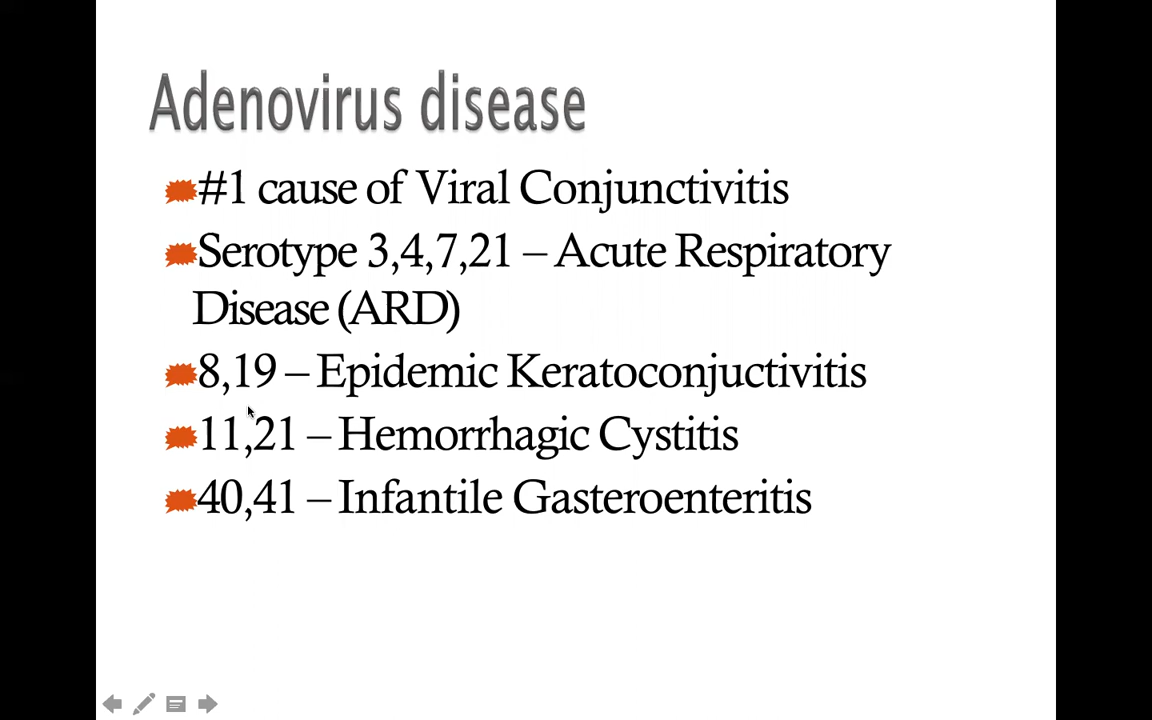 Adenovirus disease
#1 cause of Viral Conjunctivitis
Serotype 3,4,7,21 – Acute Respiratory
Disease (ARD)
8,19 – Epidemic Keratoconjuctivitis
11,21 – Hemorrhagic Cystitis
40,41 – Infantile Gasteroenteritis